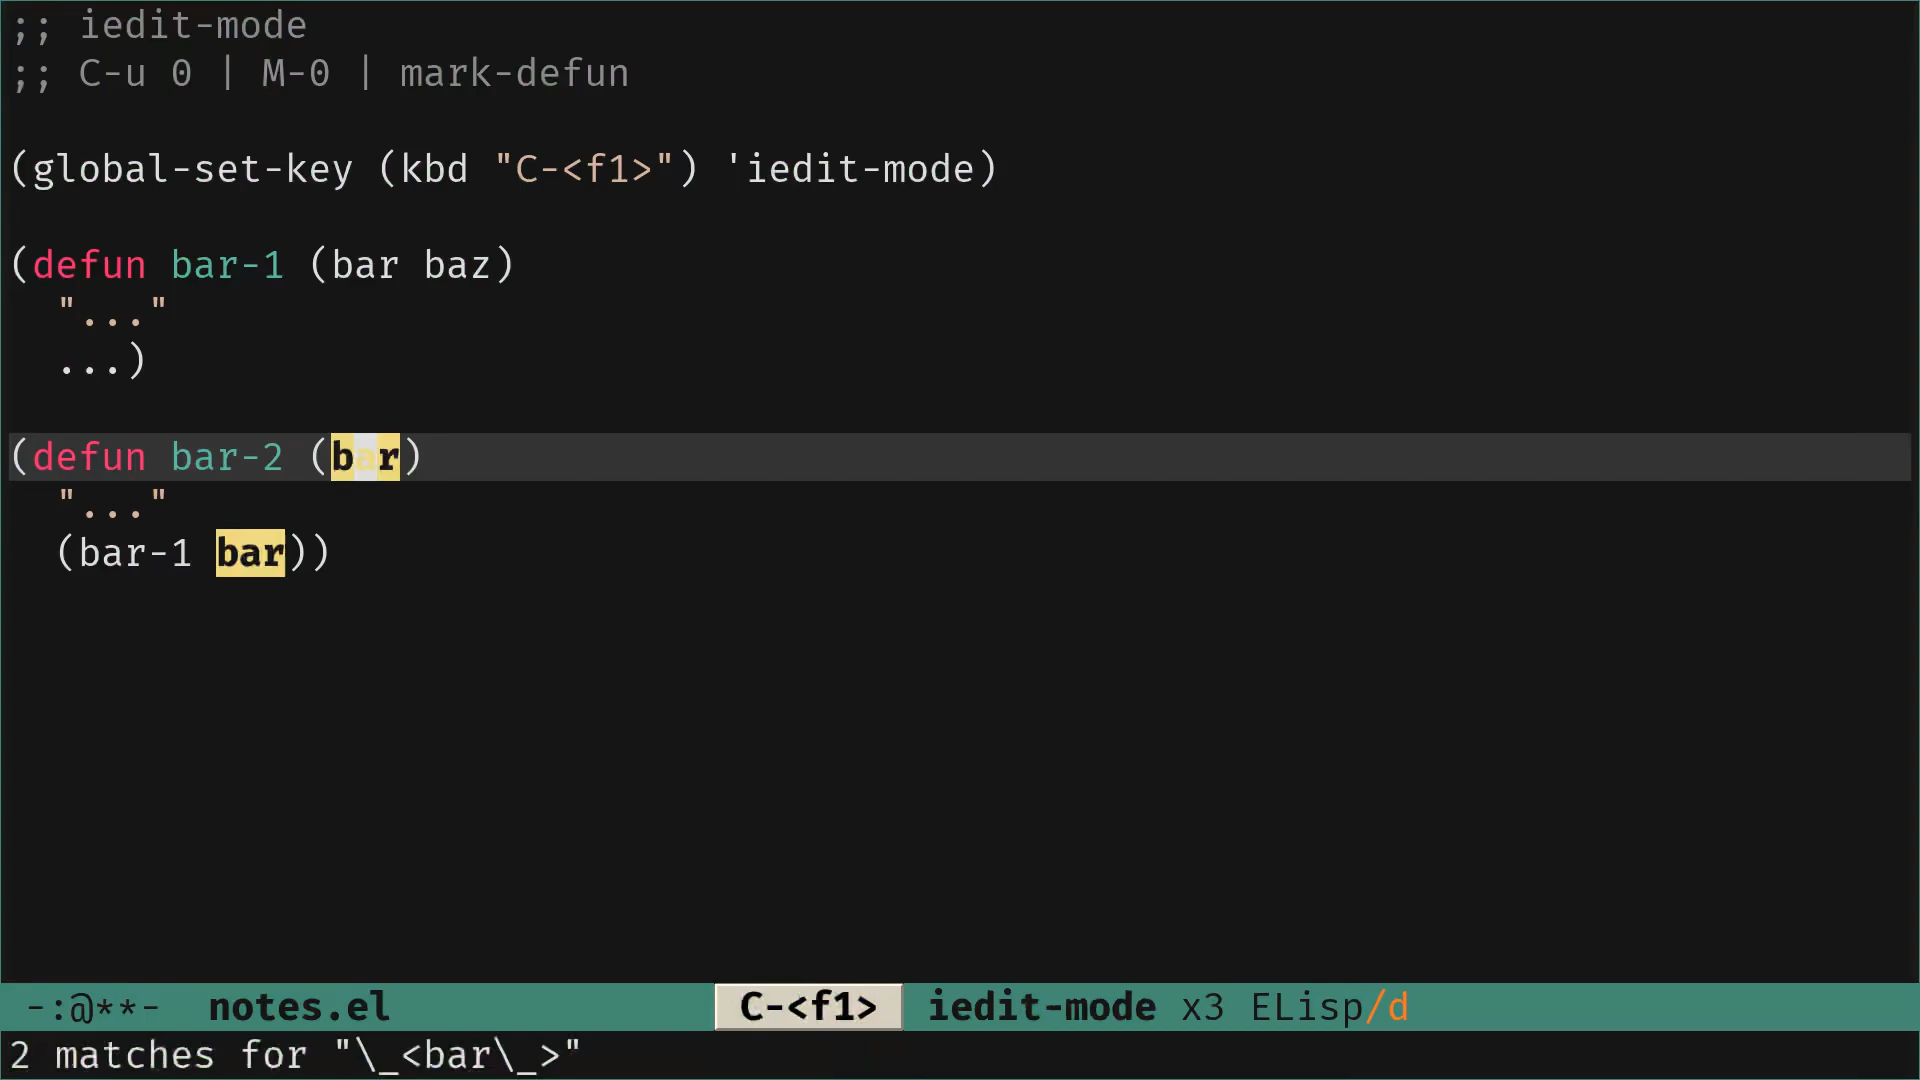 ;; iedit-mode
;; C-u 0 | M-0 | mark-defun
(global-set-key (kbd "C-<f1>") 'iedit-mode)
(defun bar-1 (bar baz)
"..."
...)
(defun bar-2 (bar)
"..."
(bar-1 bar))
-:@**- notes.el C-<f1> iedit-mode x3 ELisp/d
2 matches for "\_<bar\_>"